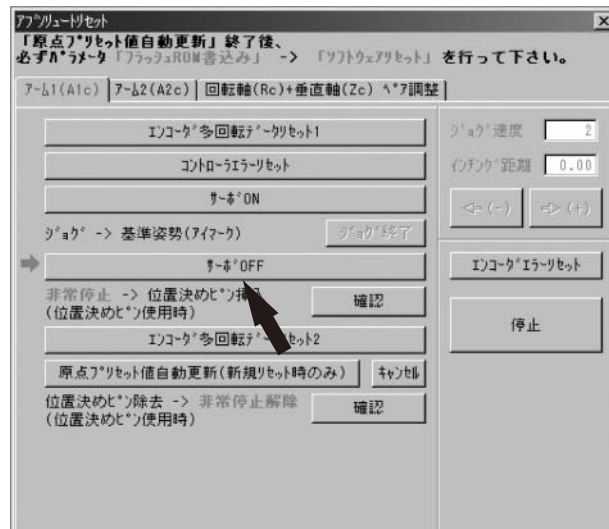 アブソリュートリセット
「原点プリセット値自動更新」終了後、
必ずパラメータ「フラッシュROM書込み」 -> 「ソフトウェアリセット」 を行って下さい。
アーム1(A1c) アーム2(A2c) 回転軸(Rc)+垂直軸(Zc) ペア調整
エンコーダ多回転データリセット1
コントローラエラーリセット
サーボON
ジョグ -> 基準姿勢(アイマーク) ジョグ終了
サーボOFF
非常停止 -> 位置決めピン挿入
(位置決めピン使用時) 確認
エンコーダ多回転データリセット2
原点プリセット値自動更新(新規リセット時のみ) キャンセル
位置決めピン除去 -> 非常停止解除
(位置決めピン使用時) 確認
ジョグ速度 2
インチング距離 0.00
(-) (+)
エンコーダエラーリセット
停止